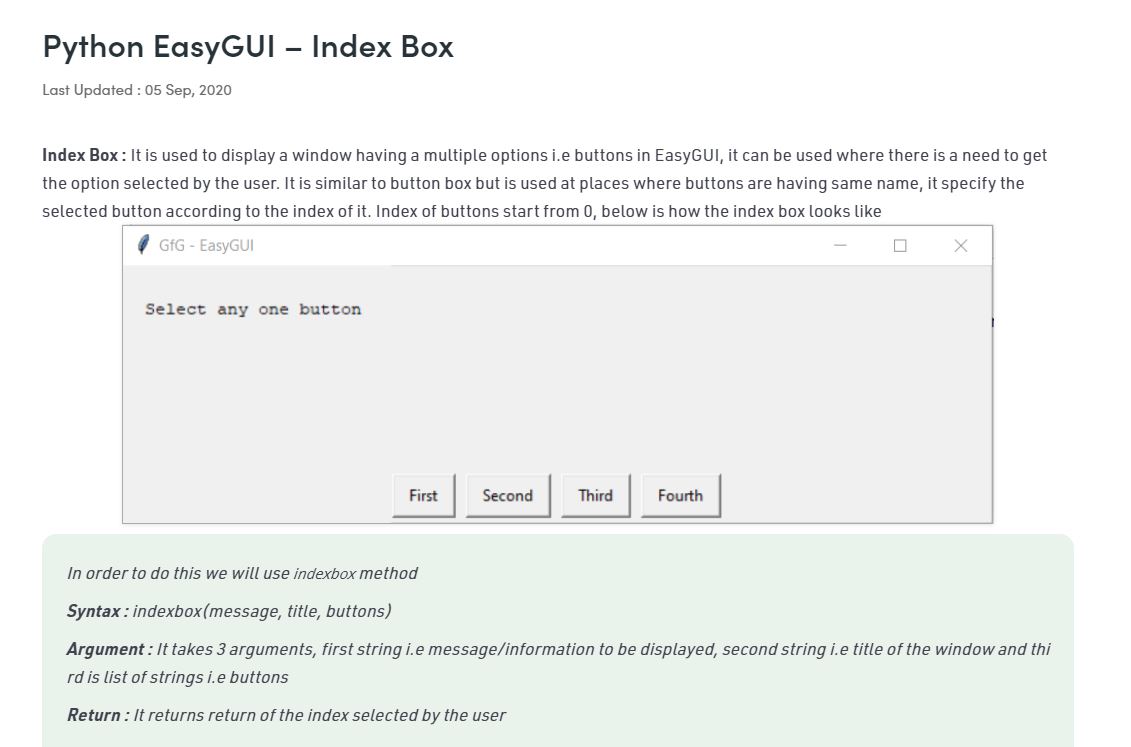 Python EasyGUI – Index Box
Last Updated : 05 Sep, 2020
Index Box : It is used to display a window having a multiple options i.e buttons in EasyGUI, it can be used where there is a need to get
the option selected by the user. It is similar to button box but is used at places where buttons are having same name, it specify the
selected button according to the index of it. Index of buttons start from 0, below is how the index box looks like
GfG - EasyGUI
Select any one button
First Second Third Fourth
In order to do this we will use indexbox method
Syntax : indexbox(message, title, buttons)
Argument : It takes 3 arguments, first string i.e message/information to be displayed, second string i.e title of the window and thi
rd is list of strings i.e buttons
Return : It returns return of the index selected by the user